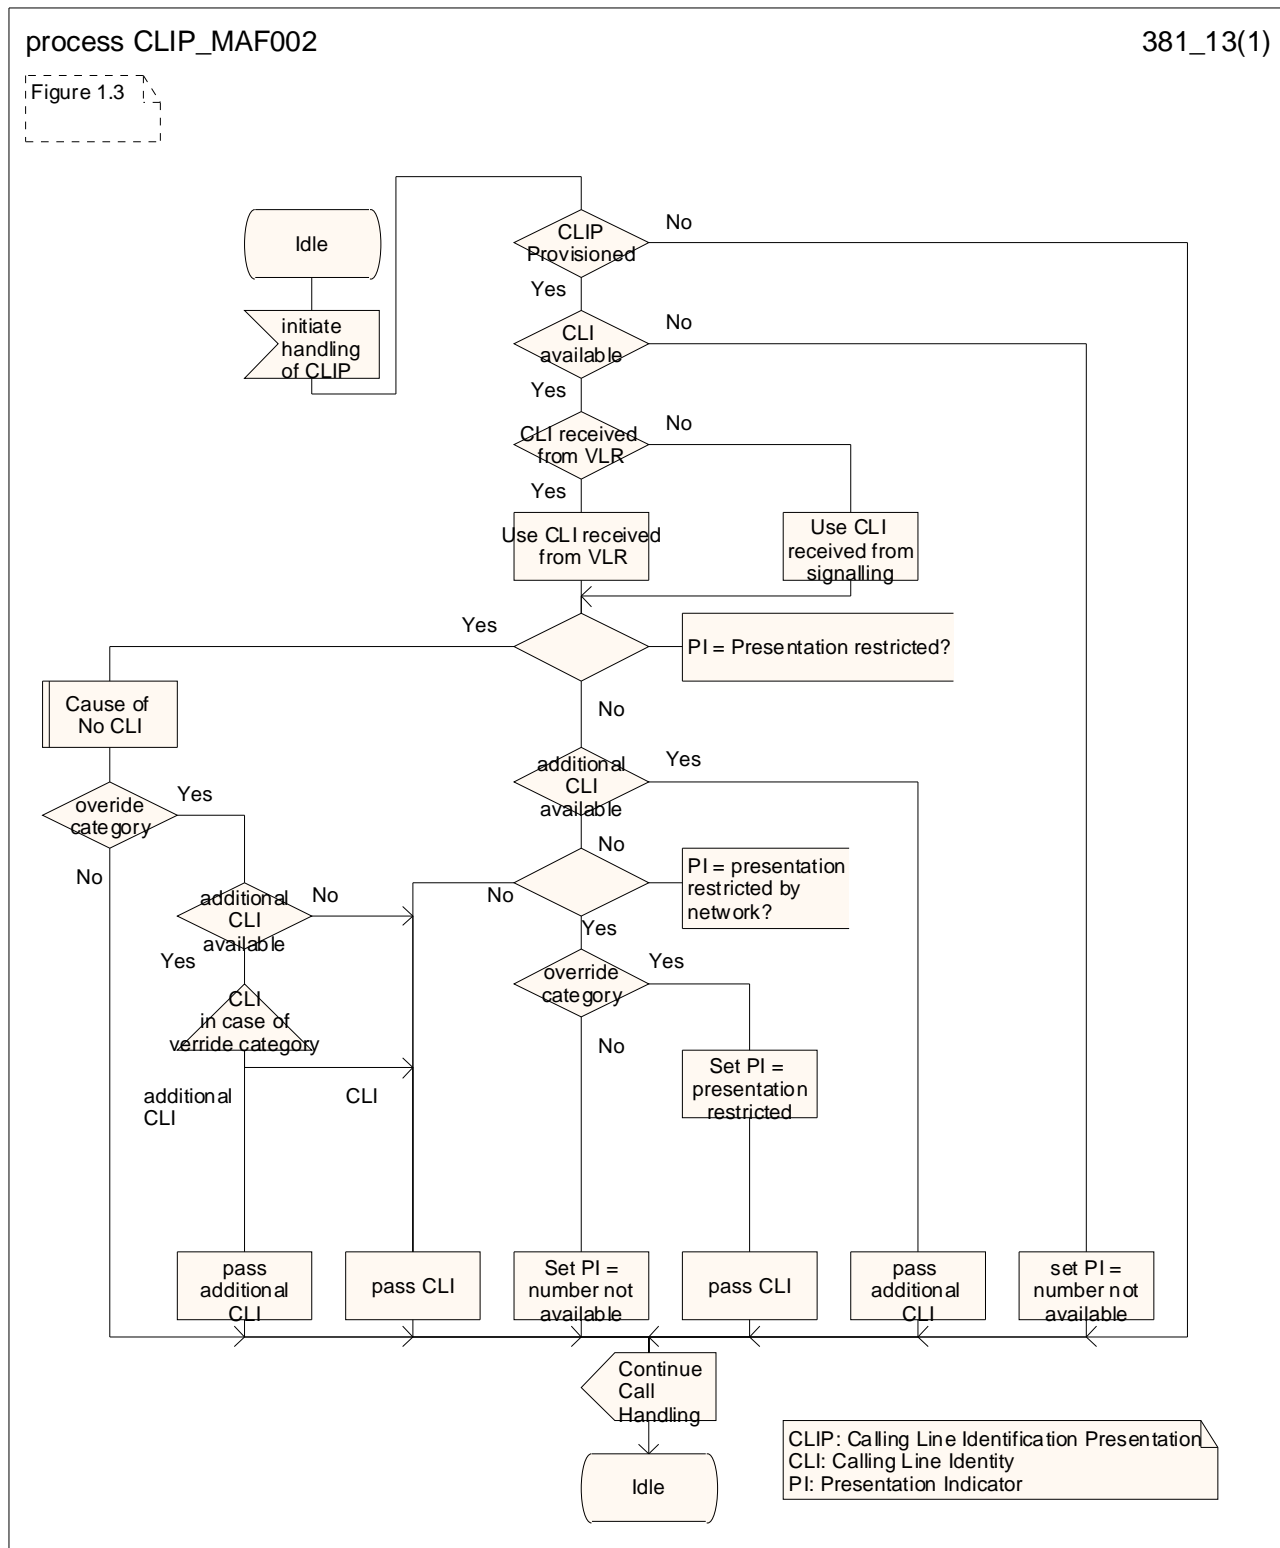 process CLIP_MAF002
381_13(1)
Figure 1.3
Idle
initiate
handling
of CLIP
CLIP
Provisioned
No
Yes
CLI
available
No
Yes
CLI received
from VLR
No
Yes
Use CLI received
from VLR
Use CLI
received from
signalling
Yes
PI = Presentation restricted?
No
Cause of
No CLI
additional
CLI
available
Yes
No
overide
category
Yes
No
PI = presentation
restricted by
network?
No
Yes
additional
CLI
available
No
Yes
override
category
Yes
No
CLI
in case of
verride category
additional
CLI
CLI
Set PI =
presentation
restricted
pass
additional
CLI
pass CLI
Set PI =
number not
available
pass CLI
pass
additional
CLI
set PI =
number not
available
Continue
Call
Handling
Idle
CLIP: Calling Line Identification Presentation
CLI: Calling Line Identity
PI: Presentation Indicator